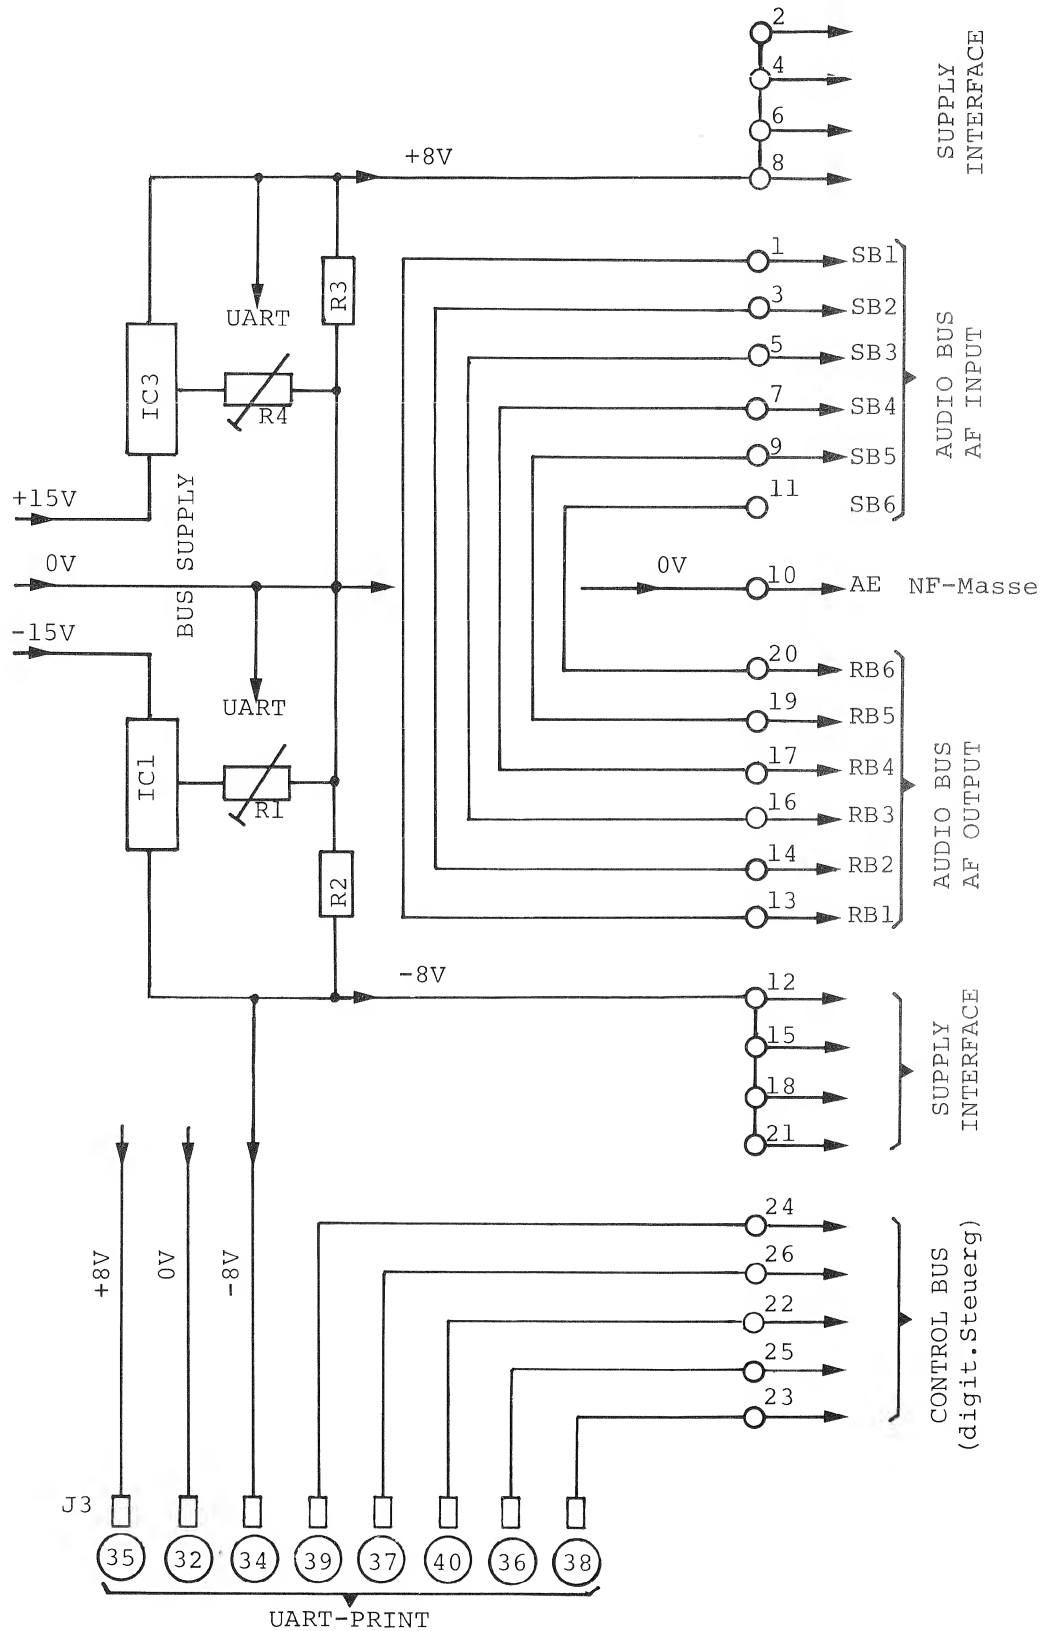 2
4
6
8
SUPPLY
INTERFACE
+8V
1
SB1
3
SB2
5
SB3
7
SB4
9
SB5
11
SB6
AUDIO BUS
AF INPUT
R3
UART
IC3
R4
+15V
0V
-15V
BUS SUPPLY
0V
10
AE
NF-Masse
UART
20
RB6
19
RB5
17
RB4
16
RB3
14
RB2
13
RB1
AUDIO BUS
AF OUTPUT
IC1
R1
R2
-8V
12
15
18
21
SUPPLY
INTERFACE
+8V
0V
-8V
24
26
22
25
23
CONTROL BUS
(digit.Steuerg)
J3
35
32
34
39
37
40
36
38
UART-PRINT